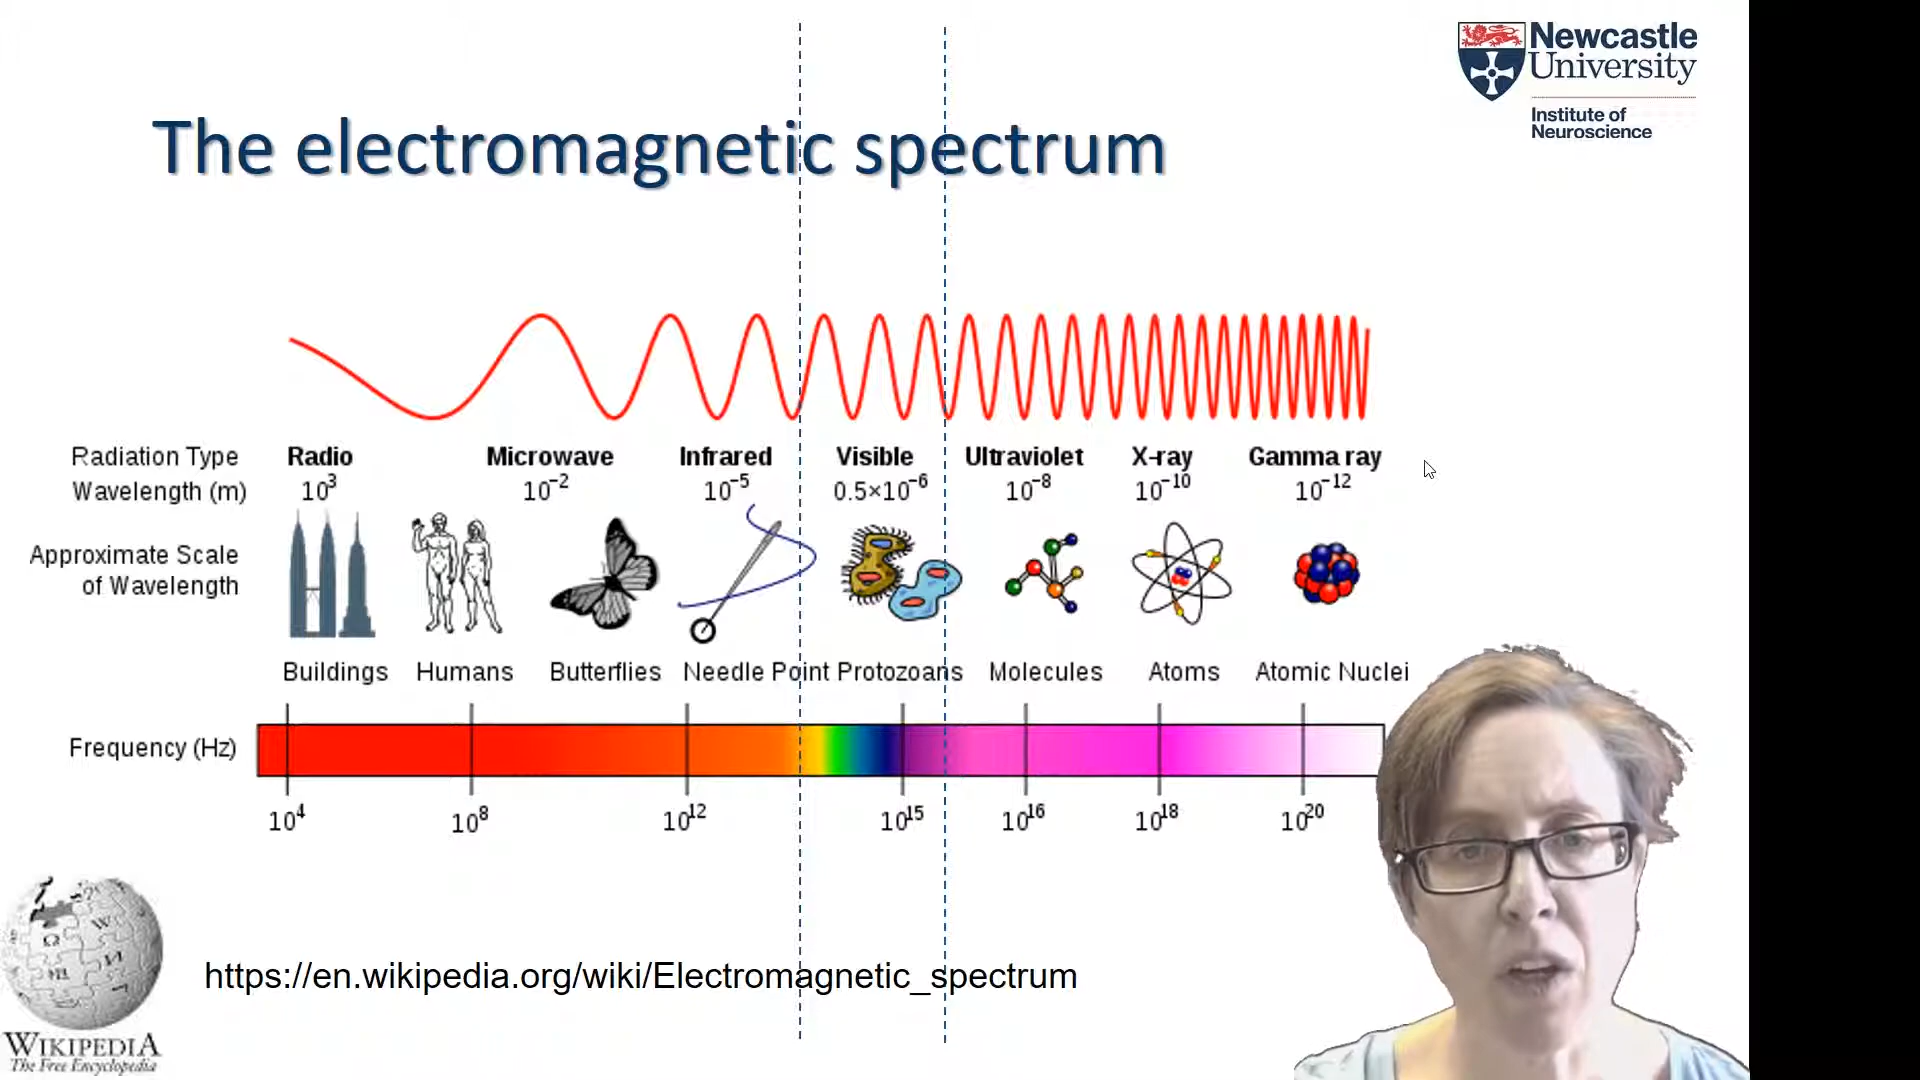 Newcastle
University
Institute of
Neuroscience
The electromagnetic spectrum
Radiation Type Radio Microwave Infrared Visible Ultraviolet X-ray Gamma ray
Wavelength (m) 10³ 10⁻² 10⁻⁵ 0.5×10⁻⁶ 10⁻⁸ 10⁻¹⁰ 10⁻¹²
Approximate Scale
of Wavelength
Buildings Humans Butterflies Needle Point Protozoans Molecules Atoms Atomic Nuclei
Frequency (Hz)
10⁴ 10⁸ 10¹² 10¹⁵ 10¹⁶ 10¹⁸ 10²⁰
https://en.wikipedia.org/wiki/Electromagnetic_spectrum
WIKIPEDIA
The Free Encyclopedia